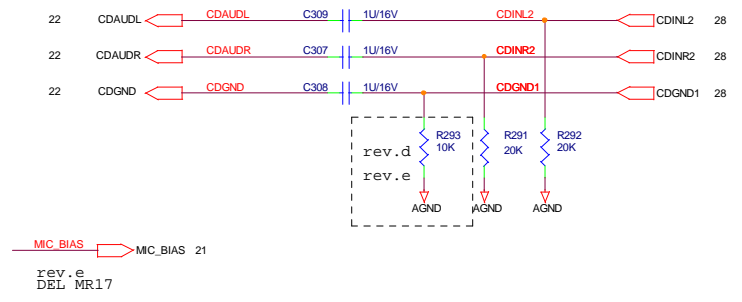 22 CDAUDL CDAUDL C309 1U/16V CDINL2 CDINL2 28
22 CDAUDR CDAUDR C307 1U/16V CDINR2 CDINR2 28
22 CDGND CDGND C308 1U/16V CDGND1 CDGND1 28
R293 R291 R292
10K 20K 20K
rev.d
rev.e
AGND AGND AGND
MIC_BIAS MIC_BIAS 21
rev.e
DEL MR17